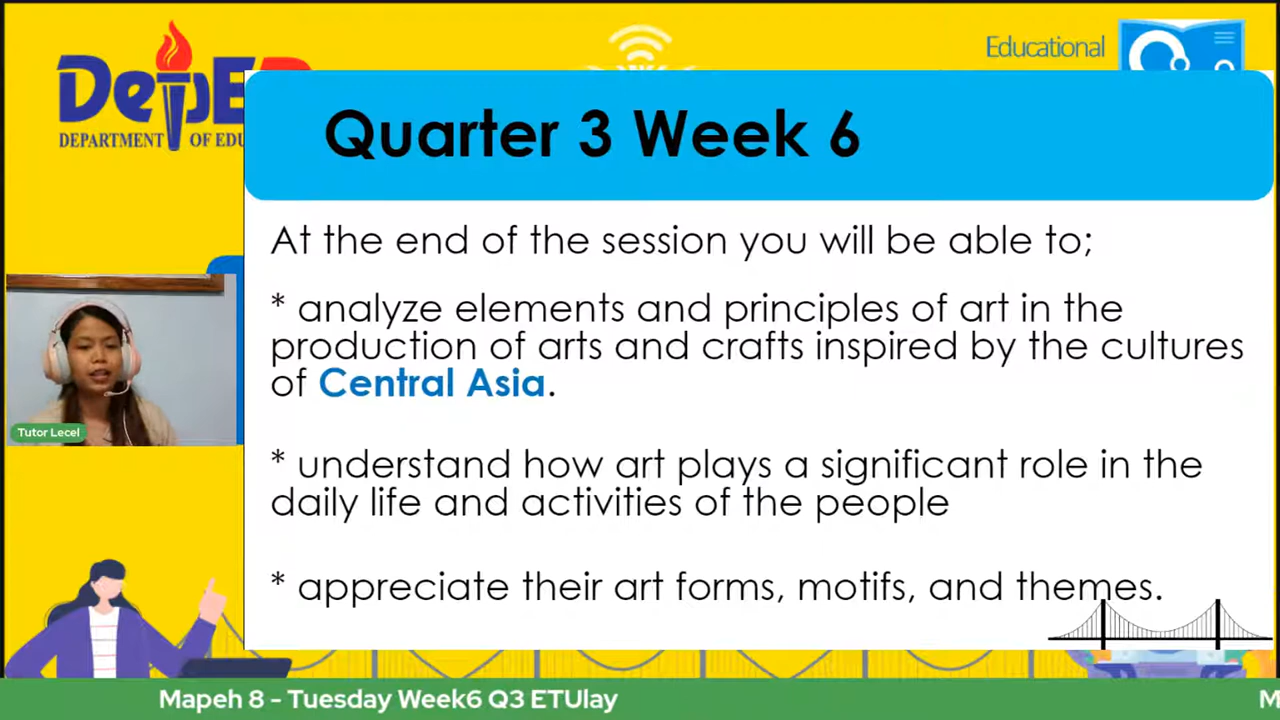 DepED
DEPARTMENT OF EDU
Educational
Quarter 3 Week 6
At the end of the session you will be able to;
* analyze elements and principles of art in the
production of arts and crafts inspired by the cultures
of Central Asia.
* understand how art plays a significant role in the
daily life and activities of the people
* appreciate their art forms, motifs, and themes.
Tutor Lecel
Mapeh 8 - Tuesday Week6 Q3 ETUlay
M